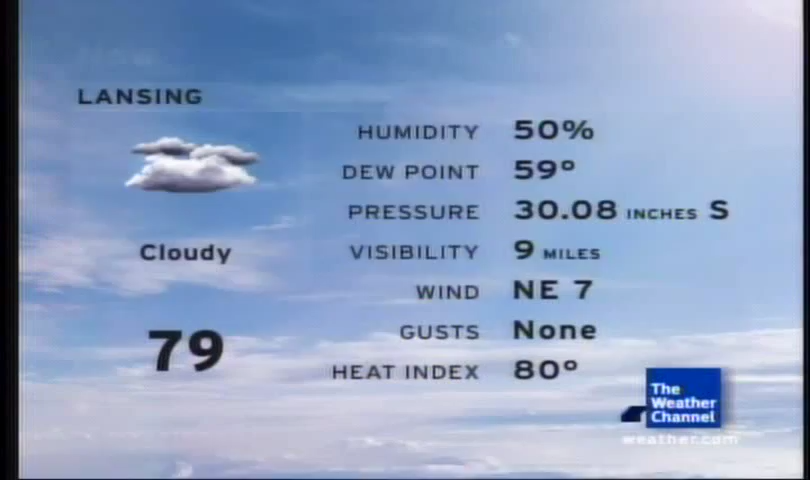 LANSING
Cloudy
79
HUMIDITY 50%
DEW POINT 59°
PRESSURE 30.08 INCHES S
VISIBILITY 9 MILES
WIND NE 7
GUSTS None
HEAT INDEX 80°
The
Weather
Channel
weather.com